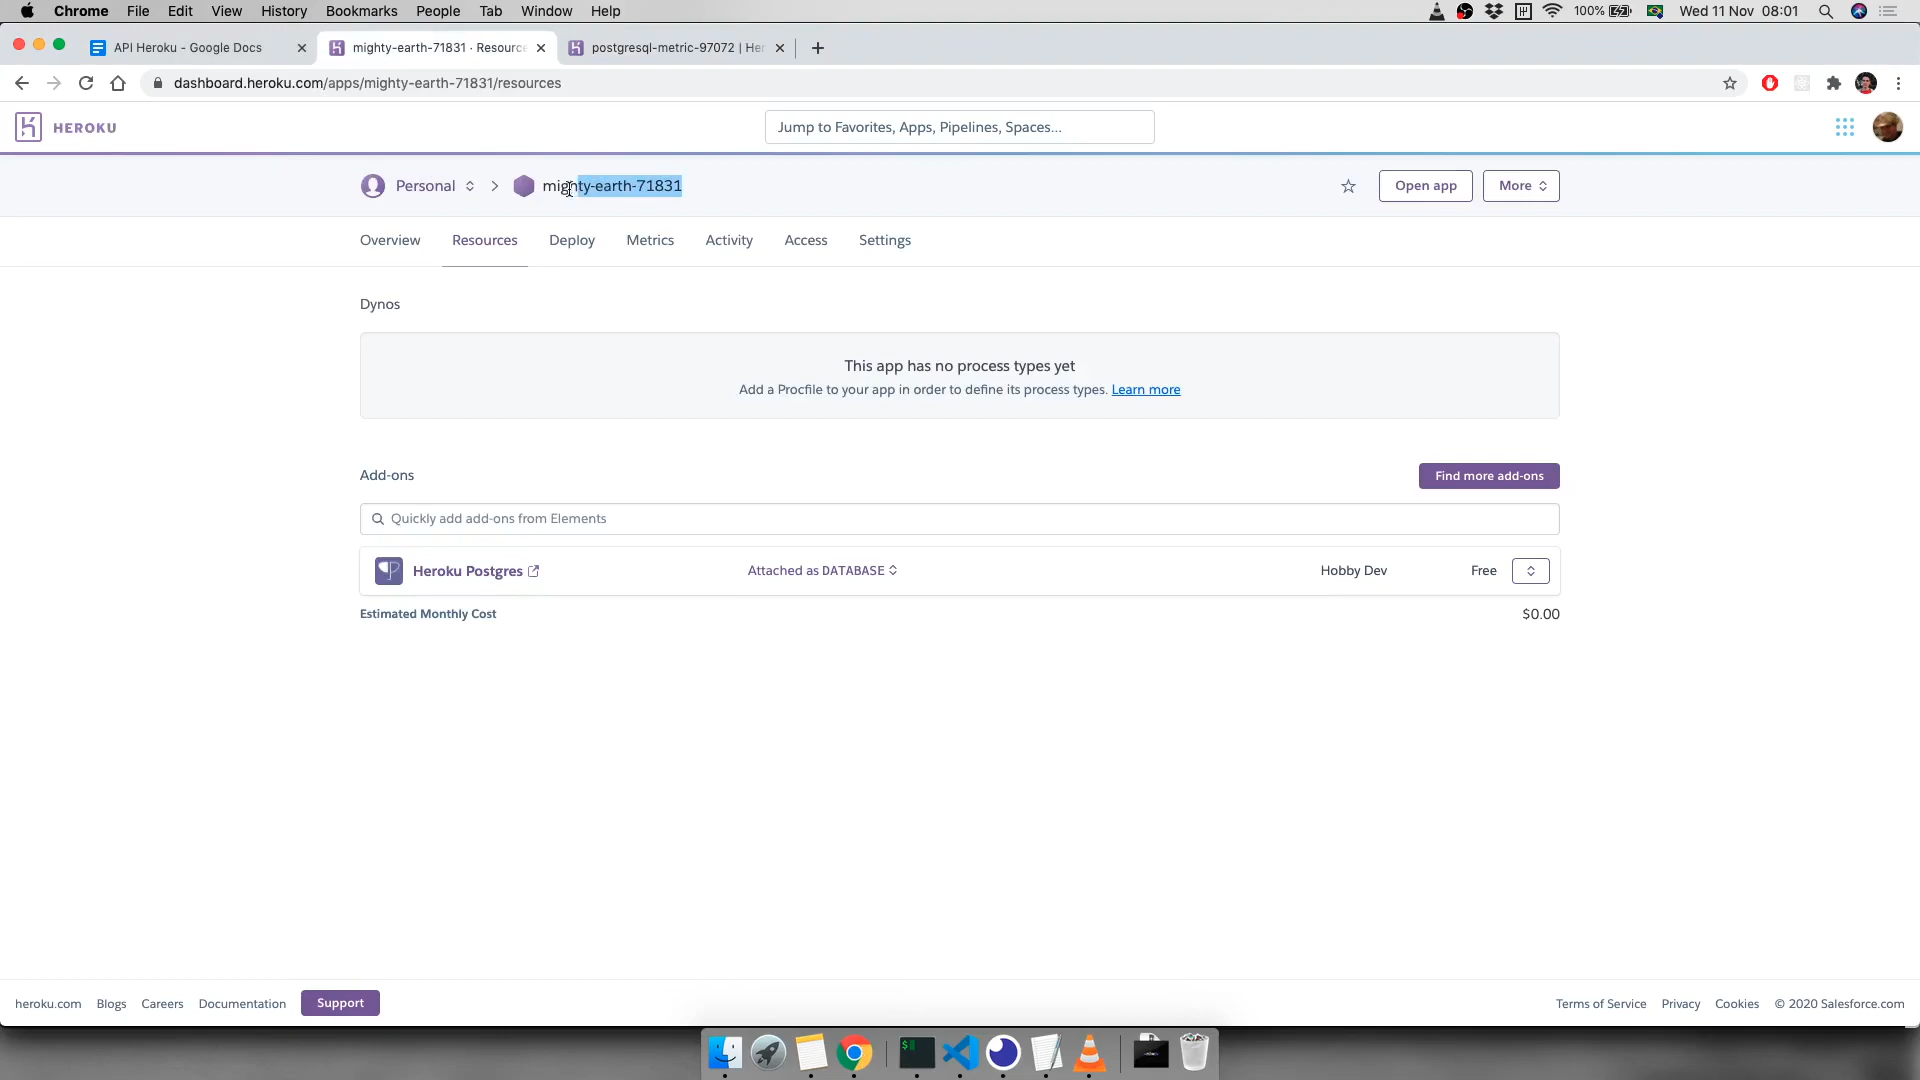 Chrome File Edit View History Bookmarks People Tab Window Help 100% Wed 11 Nov 08:01
API Heroku - Google Docs mighty-earth-71831 · Resource postgresql-metric-97072 | Her
dashboard.heroku.com/apps/mighty-earth-71831/resources
HEROKU Jump to Favorites, Apps, Pipelines, Spaces...
Personal > mighty-earth-71831 Open app More
Overview Resources Deploy Metrics Activity Access Settings
Dynos
This app has no process types yet
Add a Procfile to your app in order to define its process types. Learn more
Add-ons Find more add-ons
Quickly add add-ons from Elements
Heroku Postgres Attached as DATABASE Hobby Dev Free
Estimated Monthly Cost $0.00
heroku.com Blogs Careers Documentation Support Terms of Service Privacy Cookies © 2020 Salesforce.com